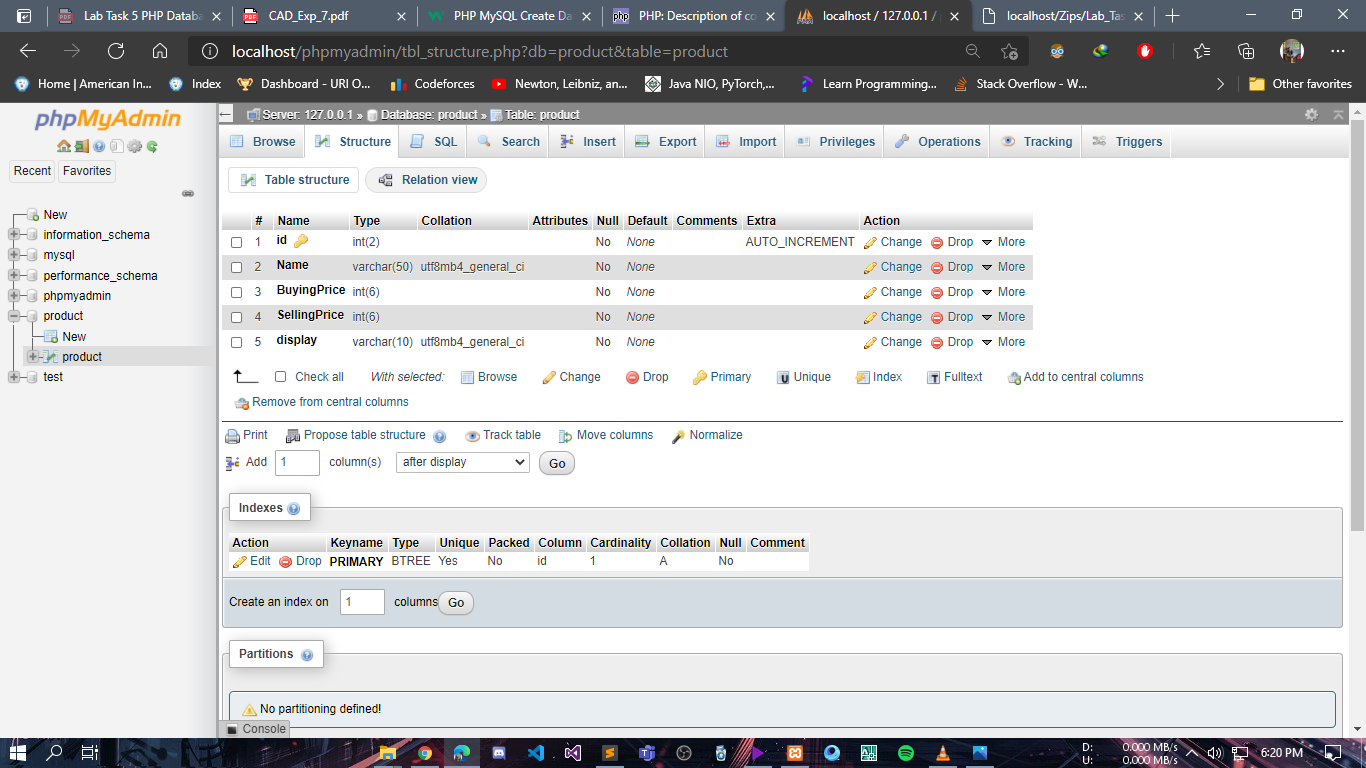 Lab Task 5 PHP Databa
CAD_Exp_7.pdf
PHP MySQL Create Da
PHP: Description of co
localhost / 127.0.0.1 /
localhost/Zips/Lab_Tas
localhost/phpmyadmin/tbl_structure.php?db=product&table=product
Home | American In...
Index
Dashboard - URI O...
Codeforces
Newton, Leibniz, an...
Java NIO, PyTorch,...
Learn Programming...
Stack Overflow - W...
Other favorites
phpMyAdmin
Recent Favorites
New
information_schema
mysql
performance_schema
phpmyadmin
product
New
product
test
Server: 127.0.0.1 » Database: product » Table: product
Browse Structure SQL Search Insert Export Import Privileges Operations Tracking Triggers
Table structure Relation view
# Name Type Collation Attributes Null Default Comments Extra Action
1 id int(2) No None AUTO_INCREMENT Change Drop More
2 Name varchar(50) utf8mb4_general_ci No None Change Drop More
3 BuyingPrice int(6) No None Change Drop More
4 SellingPrice int(6) No None Change Drop More
5 display varchar(10) utf8mb4_general_ci No None Change Drop More
Check all With selected: Browse Change Drop Primary Unique Index Fulltext Add to central columns
Remove from central columns
Print Propose table structure Track table Move columns Normalize
Add 1 column(s) after display Go
Indexes
Action Keyname Type Unique Packed Column Cardinality Collation Null Comment
Edit Drop PRIMARY BTREE Yes No id 1 A No
Create an index on 1 columns Go
Partitions
No partitioning defined!
Console
D: 0.000 MB/s
U: 0.000 MB/s
6:20 PM